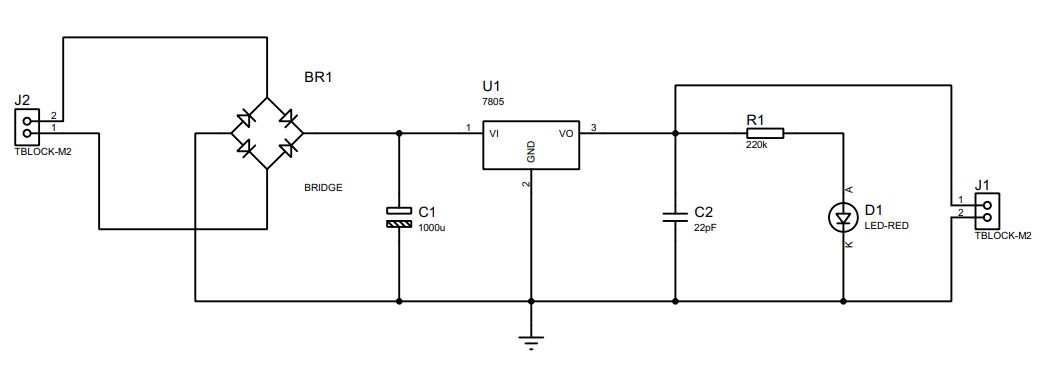 J2
2
1
TBLOCK-M2
BR1
BRIDGE
C1
1000u
U1
7805
1
VI
VO
3
GND
2
C2
22pF
R1
220k
A
D1
LED-RED
K
J1
1
2
TBLOCK-M2